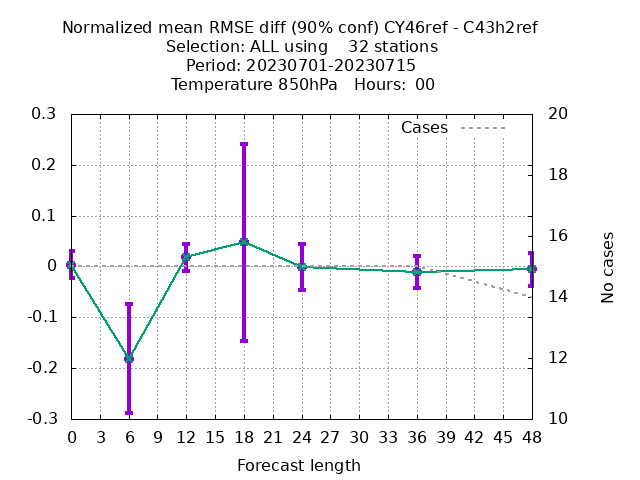 Normalized mean RMSE diff (90% conf) CY46ref - C43h2ref
Selection: ALL using    32 stations
Period: 20230701-20230715
Temperature 850hPa   Hours:  00
Cases
0.3
0.2
0.1
0
-0.1
-0.2
-0.3
20
18
16
14
12
10
No cases
0 3 6 9 12 15 18 21 24 27 30 33 36 39 42 45 48
Forecast length